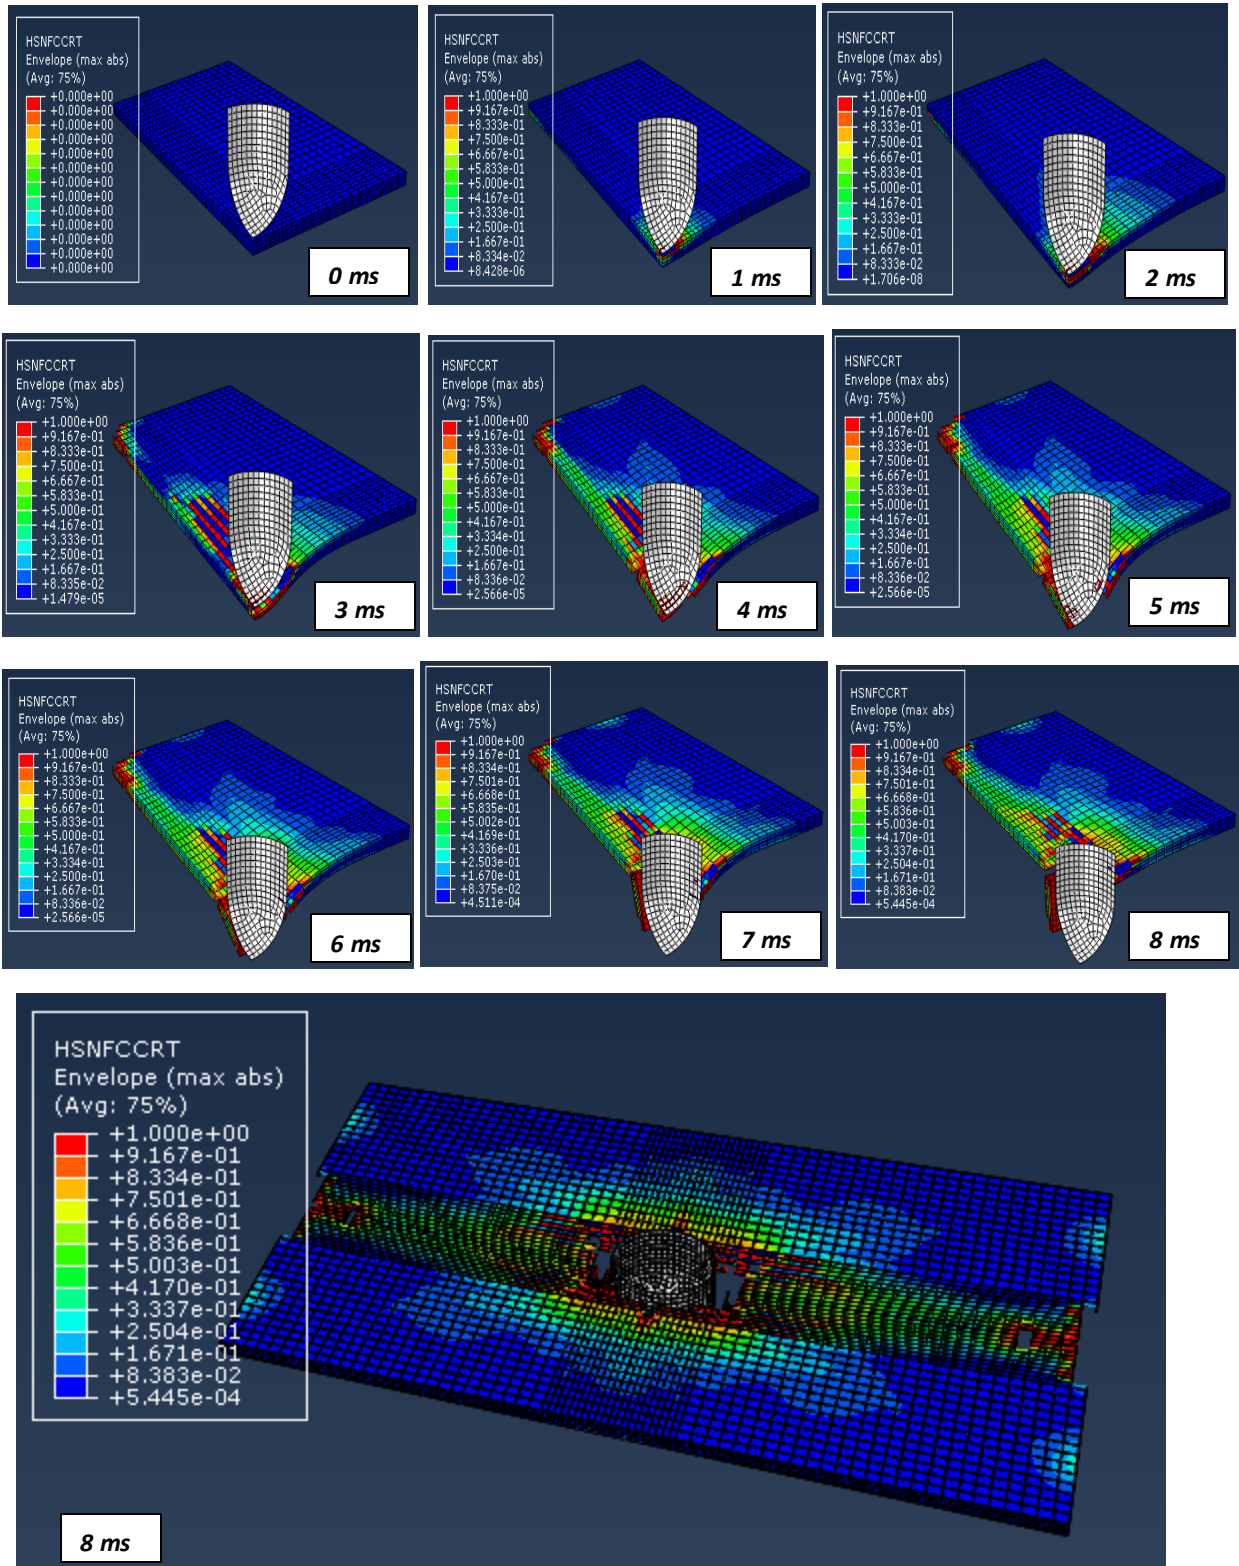 HSNFCCRT
Envelope (max abs)
(Avg: 75%)
+0.000e+00
+0.000e+00
+0.000e+00
+0.000e+00
+0.000e+00
+0.000e+00
+0.000e+00
+0.000e+00
+0.000e+00
+0.000e+00
+0.000e+00
+0.000e+00
+0.000e+00
0 ms
HSNFCCRT
Envelope (max abs)
(Avg: 75%)
+1.000e+00
+9.167e-01
+8.333e-01
+7.500e-01
+6.667e-01
+5.833e-01
+5.000e-01
+4.167e-01
+3.333e-01
+2.500e-01
+1.667e-01
+8.334e-02
+8.428e-06
1 ms
HSNFCCRT
Envelope (max abs)
(Avg: 75%)
+1.000e+00
+9.167e-01
+8.333e-01
+7.500e-01
+6.667e-01
+5.833e-01
+5.000e-01
+4.167e-01
+3.333e-01
+2.500e-01
+1.667e-01
+8.333e-02
+1.706e-08
2 ms
HSNFCCRT
Envelope (max abs)
(Avg: 75%)
+1.000e+00
+9.167e-01
+8.333e-01
+7.500e-01
+6.667e-01
+5.833e-01
+5.000e-01
+4.167e-01
+3.333e-01
+2.500e-01
+1.667e-01
+8.335e-02
+1.479e-05
3 ms
HSNFCCRT
Envelope (max abs)
(Avg: 75%)
+1.000e+00
+9.167e-01
+8.333e-01
+7.500e-01
+6.667e-01
+5.833e-01
+5.000e-01
+4.167e-01
+3.334e-01
+2.500e-01
+1.667e-01
+8.336e-02
+2.566e-05
4 ms
HSNFCCRT
Envelope (max abs)
(Avg: 75%)
+1.000e+00
+9.167e-01
+8.333e-01
+7.500e-01
+6.667e-01
+5.833e-01
+5.000e-01
+4.167e-01
+3.334e-01
+2.500e-01
+1.667e-01
+8.336e-02
+2.566e-05
5 ms
HSNFCCRT
Envelope (max abs)
(Avg: 75%)
+1.000e+00
+9.167e-01
+8.333e-01
+7.500e-01
+6.667e-01
+5.833e-01
+5.000e-01
+4.167e-01
+3.334e-01
+2.500e-01
+1.667e-01
+8.336e-02
+2.566e-05
6 ms
HSNFCCRT
Envelope (max abs)
(Avg: 75%)
+1.000e+00
+9.167e-01
+8.334e-01
+7.501e-01
+6.668e-01
+5.835e-01
+5.002e-01
+4.169e-01
+3.336e-01
+2.503e-01
+1.670e-01
+8.375e-02
+4.511e-04
7 ms
HSNFCCRT
Envelope (max abs)
(Avg: 75%)
+1.000e+00
+9.167e-01
+8.334e-01
+7.501e-01
+6.668e-01
+5.836e-01
+5.003e-01
+4.170e-01
+3.337e-01
+2.504e-01
+1.671e-01
+8.383e-02
+5.445e-04
8 ms
HSNFCCRT
Envelope (max abs)
(Avg: 75%)
+1.000e+00
+9.167e-01
+8.334e-01
+7.501e-01
+6.668e-01
+5.836e-01
+5.003e-01
+4.170e-01
+3.337e-01
+2.504e-01
+1.671e-01
+8.383e-02
+5.445e-04
8 ms